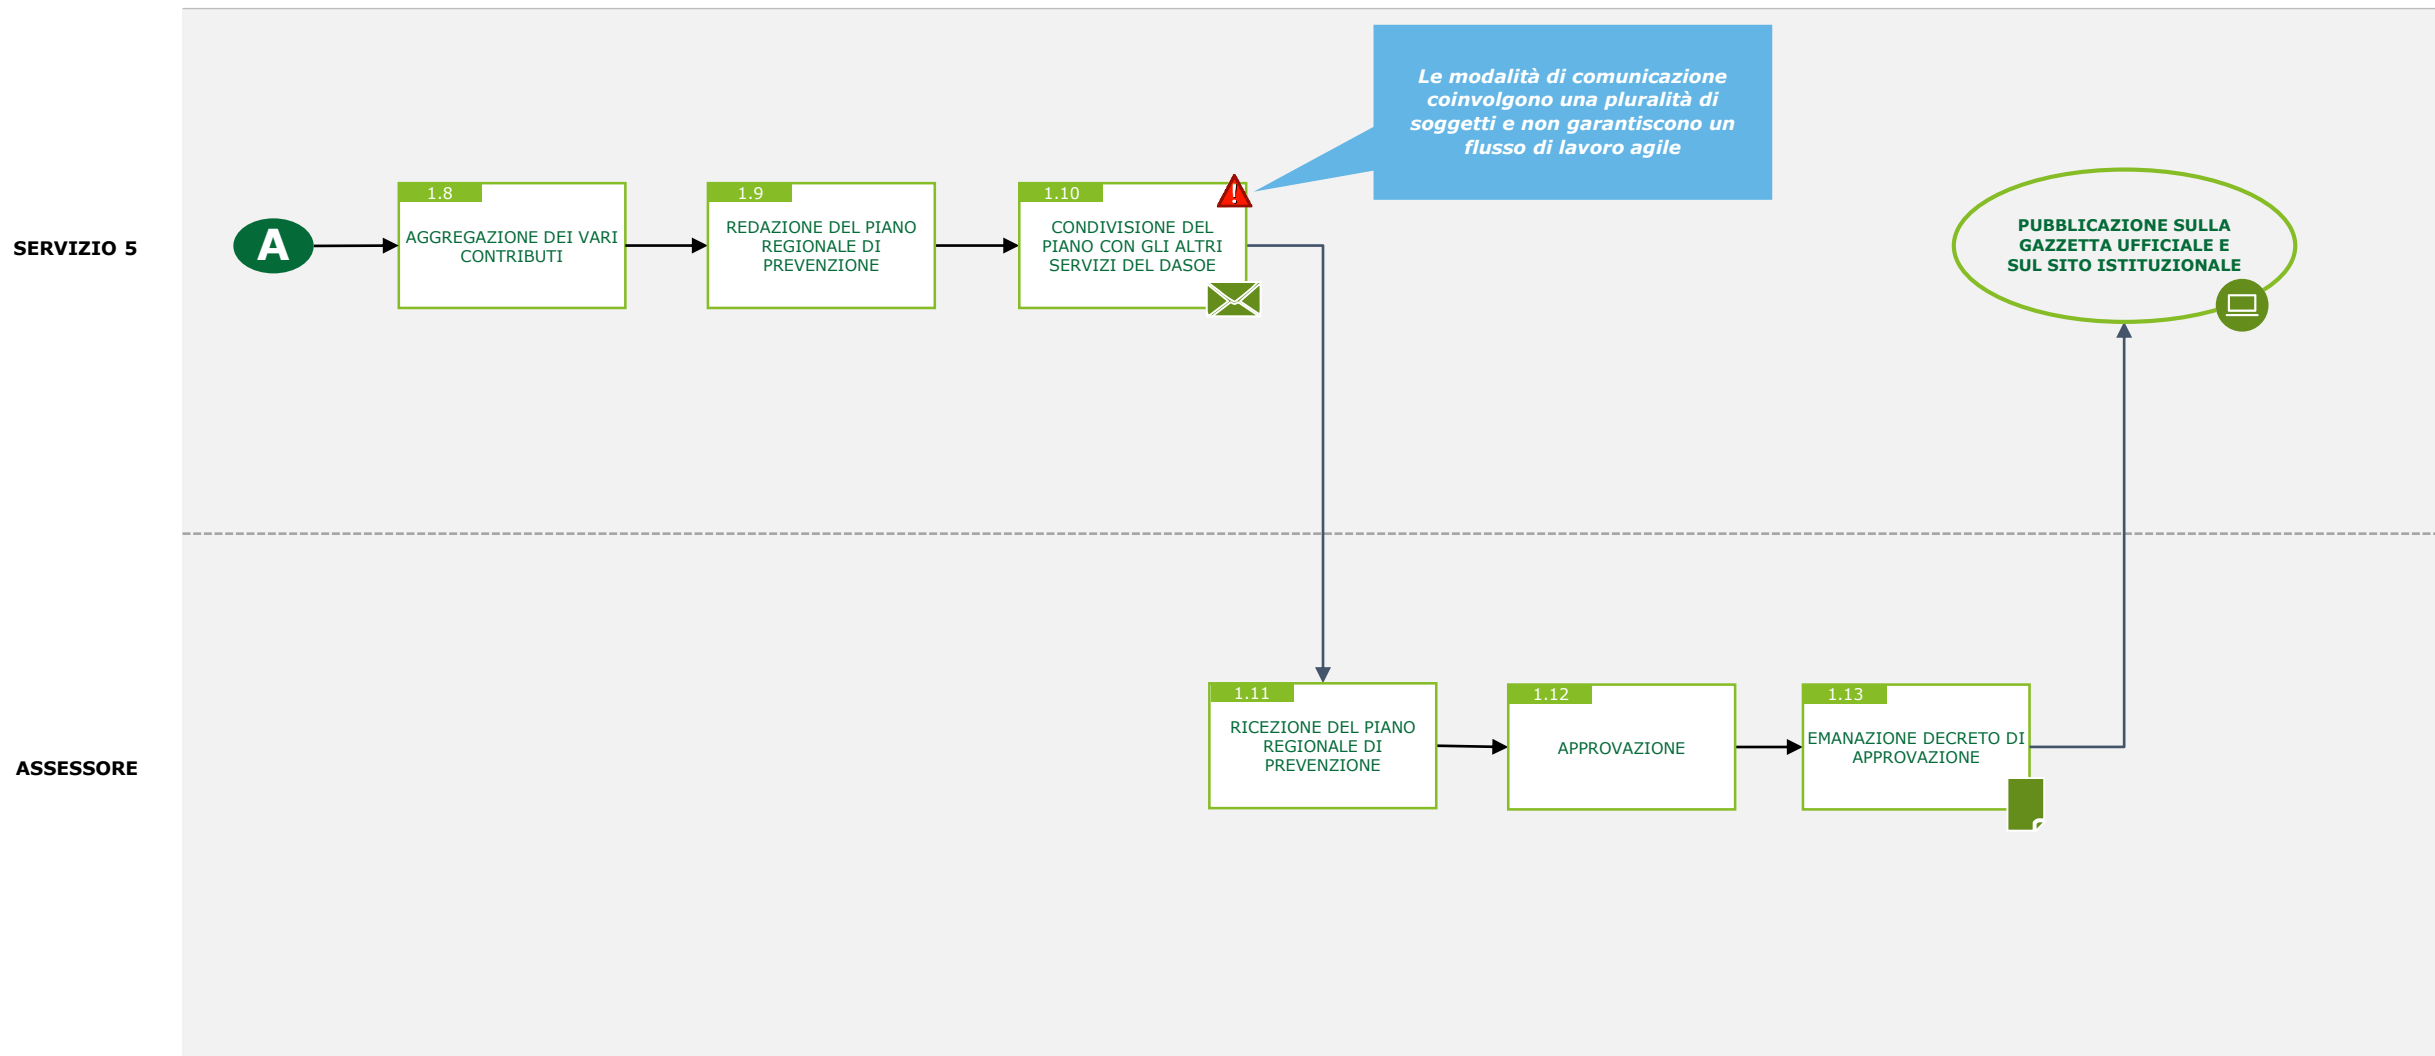 Le modalità di comunicazione
coinvolgono una pluralità di
soggetti e non garantiscono un
flusso di lavoro agile
SERVIZIO 5
A
1.8
AGGREGAZIONE DEI VARI
CONTRIBUTI
1.9
REDAZIONE DEL PIANO
REGIONALE DI
PREVENZIONE
1.10
CONDIVISIONE DEL
PIANO CON GLI ALTRI
SERVIZI DEL DASOE
!
PUBBLICAZIONE SULLA
GAZZETTA UFFICIALE E
SUL SITO ISTITUZIONALE
ASSESSORE
1.11
RICEZIONE DEL PIANO
REGIONALE DI
PREVENZIONE
1.12
APPROVAZIONE
1.13
EMANAZIONE DECRETO DI
APPROVAZIONE